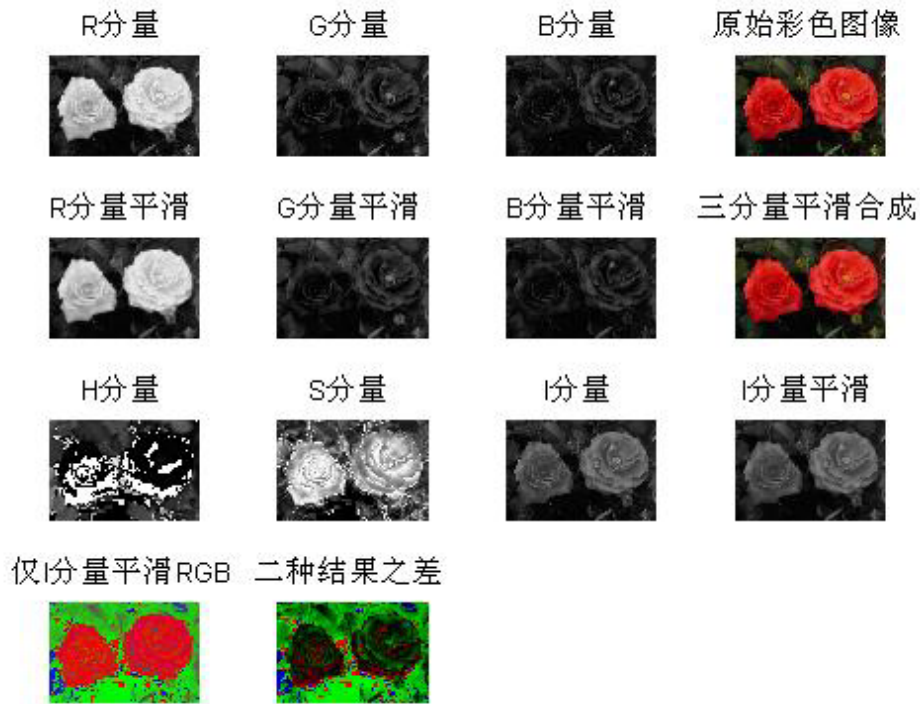 R分量
G分量
B分量
原始彩色图像
R分量平滑
G分量平滑
B分量平滑
三分量平滑合成
H分量
S分量
I分量
I分量平滑
仅I分量平滑RGB
二种结果之差